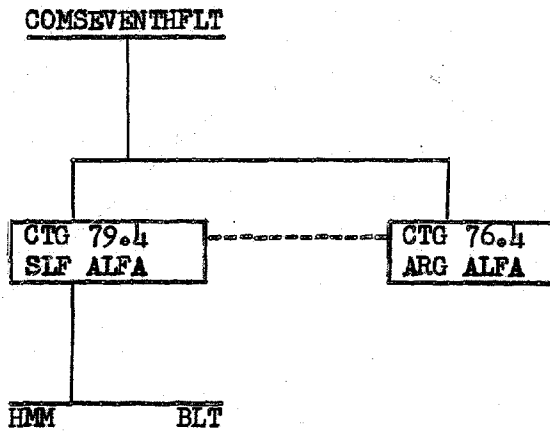 COMSEVENTHFLT
CTG 79.4
SLF ALFA
CTG 76.4
ARG ALFA
HMM BLT